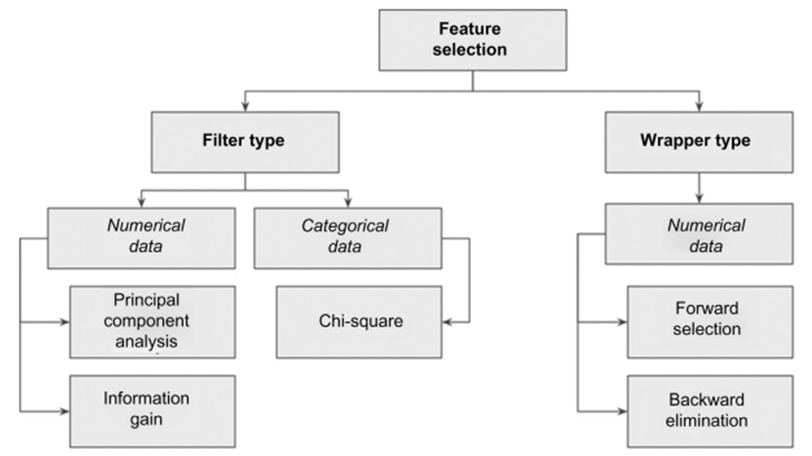 Feature
selection
Filter type
Wrapper type
Numerical
data
Categorical
data
Numerical
data
Principal
component
analysis
Chi-square
Forward
selection
Information
gain
Backward
elimination